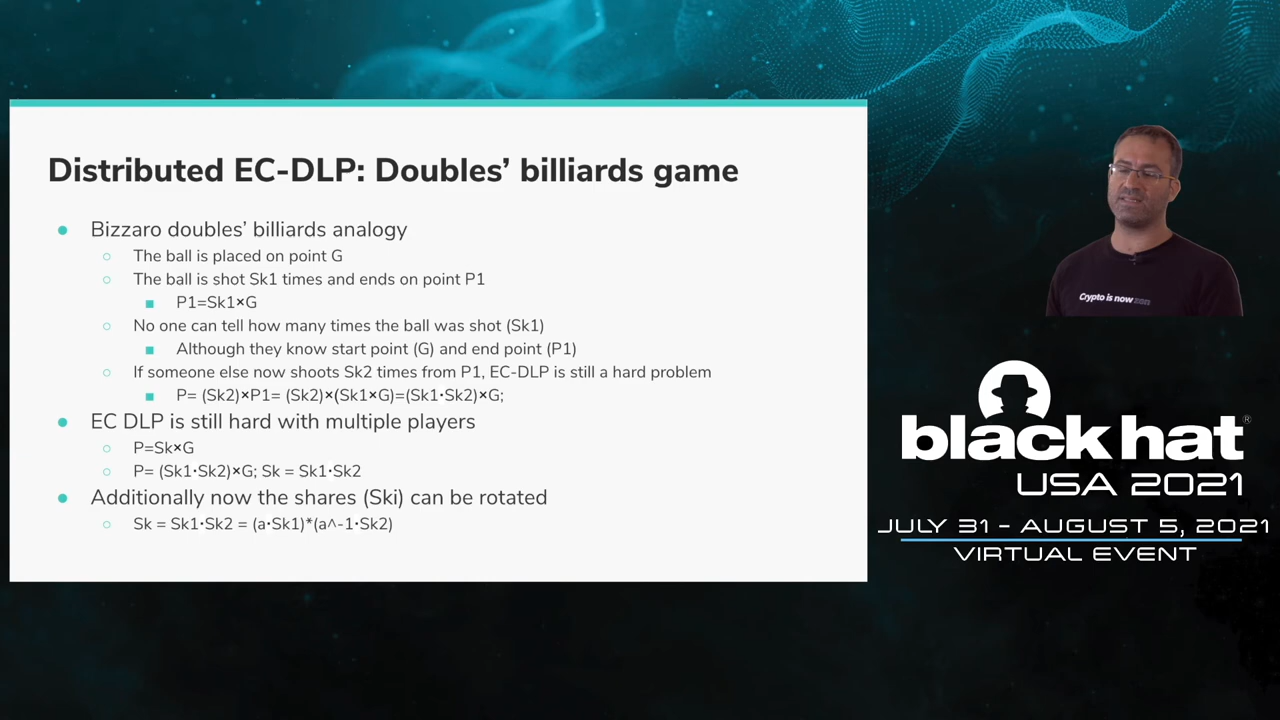 Distributed EC-DLP: Doubles’ billiards game
● Bizzaro doubles’ billiards analogy
○ The ball is placed on point G
○ The ball is shot Sk1 times and ends on point P1
■ P1=Sk1×G
○ No one can tell how many times the ball was shot (Sk1)
■ Although they know start point (G) and end point (P1)
○ If someone else now shoots Sk2 times from P1, EC-DLP is still a hard problem
■ P= (Sk2)×P1= (Sk2)×(Sk1×G)=(Sk1·Sk2)×G;
● EC DLP is still hard with multiple players
○ P=Sk×G
○ P= (Sk1·Sk2)×G; Sk = Sk1·Sk2
● Additionally now the shares (Ski) can be rotated
○ Sk = Sk1·Sk2 = (a·Sk1)*(a^-1·Sk2)
Crypto is now
black hat®
USA 2021
JULY 31 - AUGUST 5, 2021
VIRTUAL EVENT